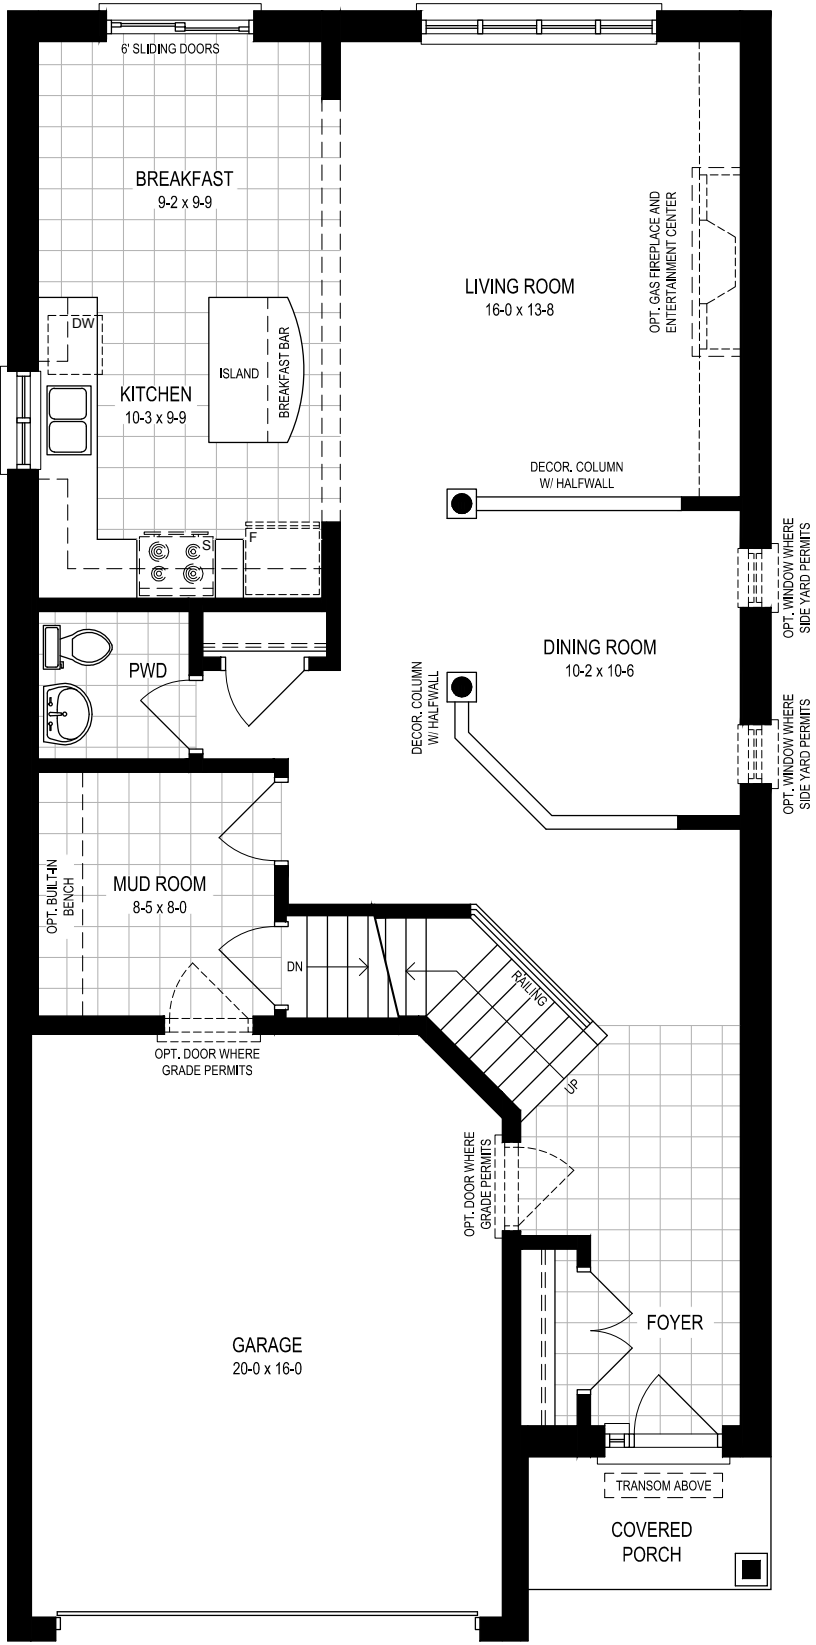 6' SLIDING DOORS
BREAKFAST
9-2 x 9-9
LIVING ROOM
16-0 x 13-8
OPT. GAS FIREPLACE AND
ENTERTAINMENT CENTER
DW
ISLAND
BREAKFAST BAR
KITCHEN
10-3 x 9-9
DECOR. COLUMN
W/ HALFWALL
S
F
OPT. WINDOW WHERE
SIDE YARD PERMITS
DINING ROOM
10-2 x 10-6
PWD
DECOR. COLUMN
W/ HALFWALL
OPT. WINDOW WHERE
SIDE YARD PERMITS
OPT. BUILT-IN
BENCH
MUD ROOM
8-5 x 8-0
DN
RAILING
UP
OPT. DOOR WHERE
GRADE PERMITS
OPT. DOOR WHERE
GRADE PERMITS
FOYER
GARAGE
20-0 x 16-0
TRANSOM ABOVE
COVERED
PORCH